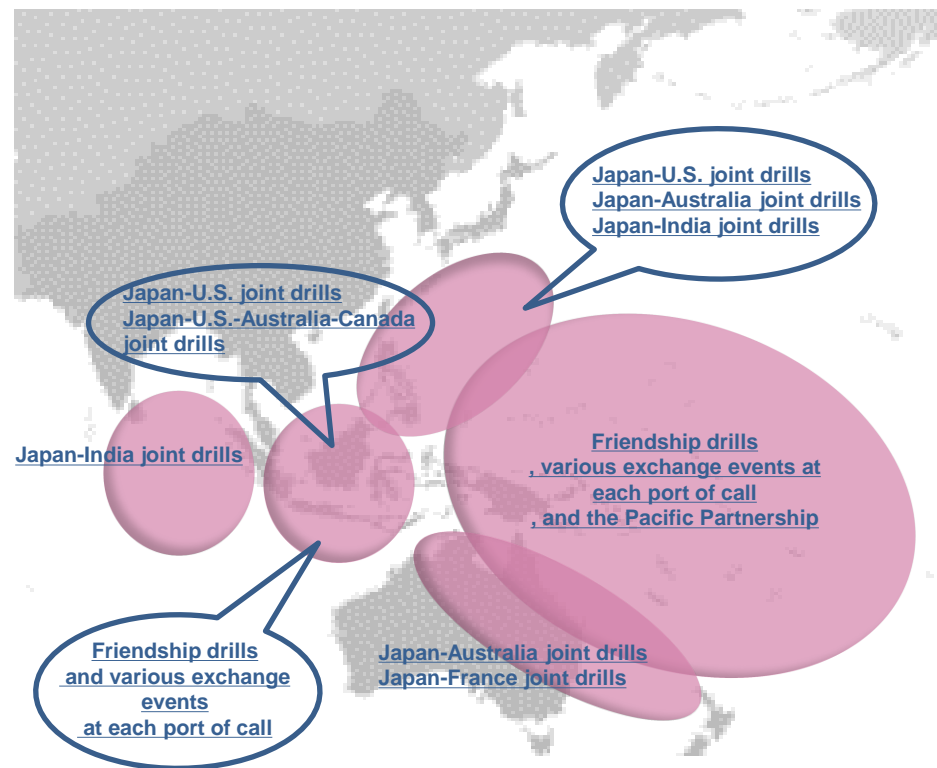 Japan-U.S. joint drills
Japan-Australia joint drills
Japan-India joint drills
Japan-U.S. joint drills
Japan-U.S.-Australia-Canada
joint drills
Japan-India joint drills
Friendship drills
, various exchange events at
each port of call
, and the Pacific Partnership
Friendship drills
and various exchange
events
at each port of call
Japan-Australia joint drills
Japan-France joint drills